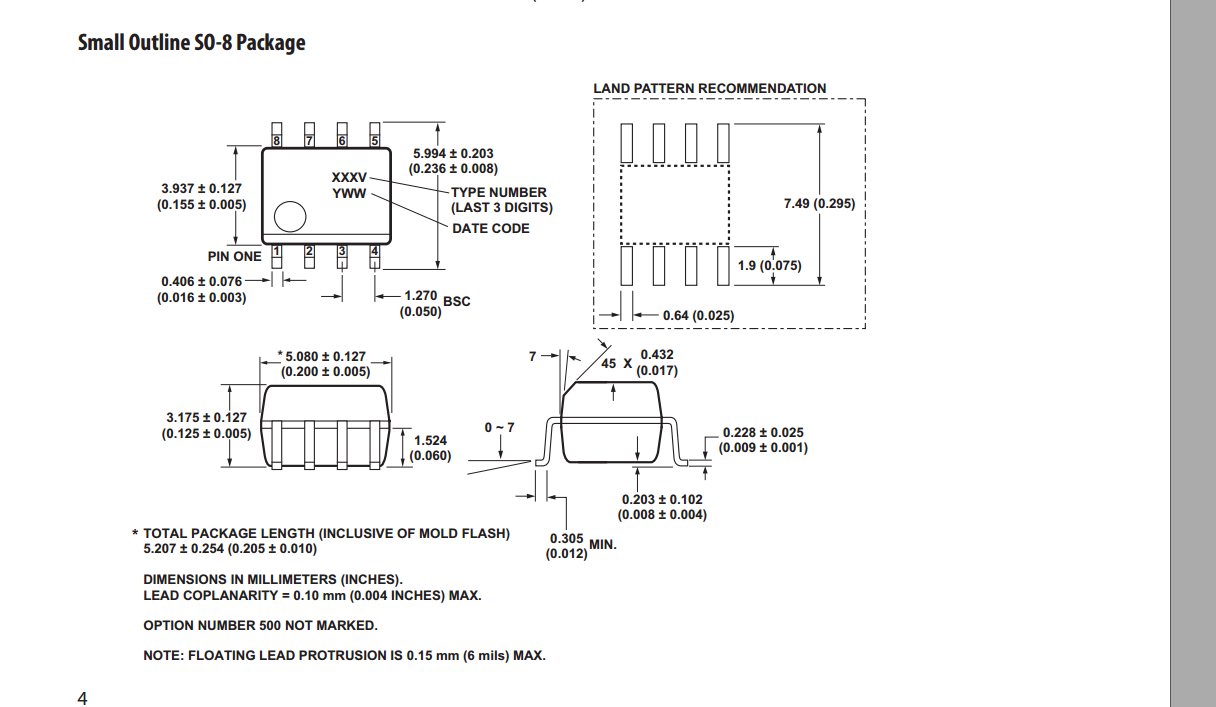 Small Outline SO-8 Package
LAND PATTERN RECOMMENDATION
8 7 6 5
5.994 ± 0.203
(0.236 ± 0.008)
XXXV
YWW
3.937 ± 0.127
(0.155 ± 0.005)
TYPE NUMBER
(LAST 3 DIGITS)
DATE CODE
7.49 (0.295)
PIN ONE
1 2 3 4
1.9 (0.075)
0.406 ± 0.076
(0.016 ± 0.003)
1.270
(0.050)
BSC
0.64 (0.025)
* 5.080 ± 0.127
(0.200 ± 0.005)
7
45 X
0.432
(0.017)
3.175 ± 0.127
(0.125 ± 0.005)
1.524
(0.060)
0 ~ 7
0.228 ± 0.025
(0.009 ± 0.001)
0.203 ± 0.102
(0.008 ± 0.004)
0.305
(0.012)
MIN.
* TOTAL PACKAGE LENGTH (INCLUSIVE OF MOLD FLASH)
5.207 ± 0.254 (0.205 ± 0.010)
DIMENSIONS IN MILLIMETERS (INCHES).
LEAD COPLANARITY = 0.10 mm (0.004 INCHES) MAX.
OPTION NUMBER 500 NOT MARKED.
NOTE: FLOATING LEAD PROTRUSION IS 0.15 mm (6 mils) MAX.
4